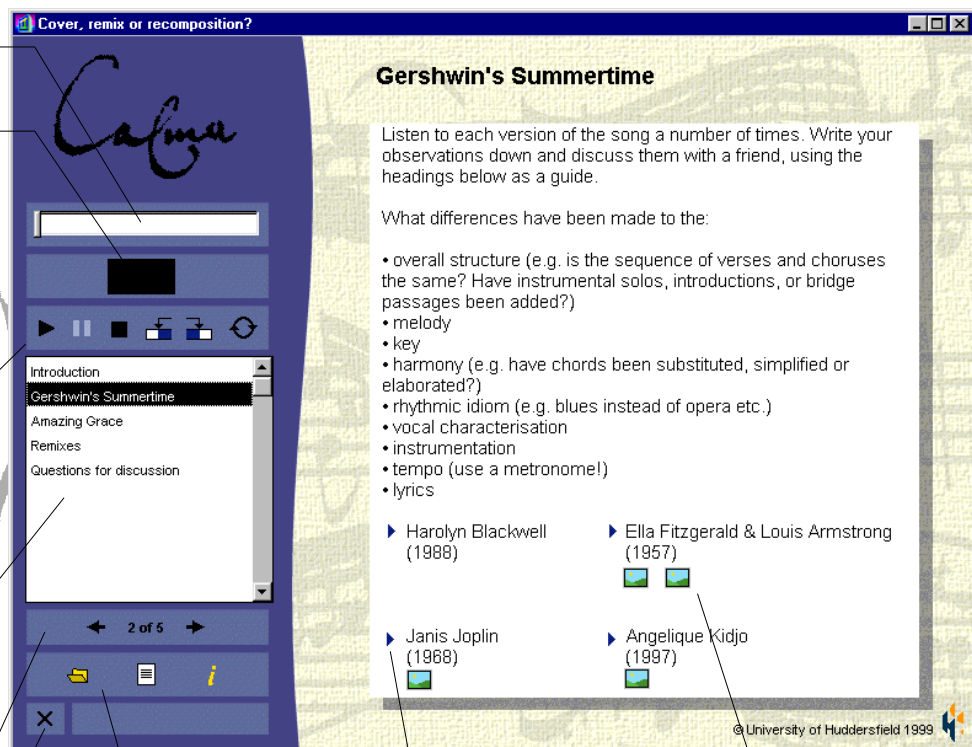 Cover, remix or recomposition?
Calma
Introduction
Gershwin's Summertime
Amazing Grace
Remixes
Questions for discussion
2 of 5
i
Gershwin's Summertime
Listen to each version of the song a number of times. Write your
observations down and discuss them with a friend, using the
headings below as a guide.
What differences have been made to the:
• overall structure (e.g. is the sequence of verses and choruses
the same? Have instrumental solos, introductions, or bridge
passages been added?)
• melody
• key
• harmony (e.g. have chords been substituted, simplified or
elaborated?)
• rhythmic idiom (e.g. blues instead of opera etc.)
• vocal characterisation
• instrumentation
• tempo (use a metronome!)
• lyrics
Harolyn Blackwell
(1988)
Ella Fitzgerald & Louis Armstrong
(1957)
Janis Joplin
(1968)
Angelique Kidjo
(1997)
© University of Huddersfield 1999